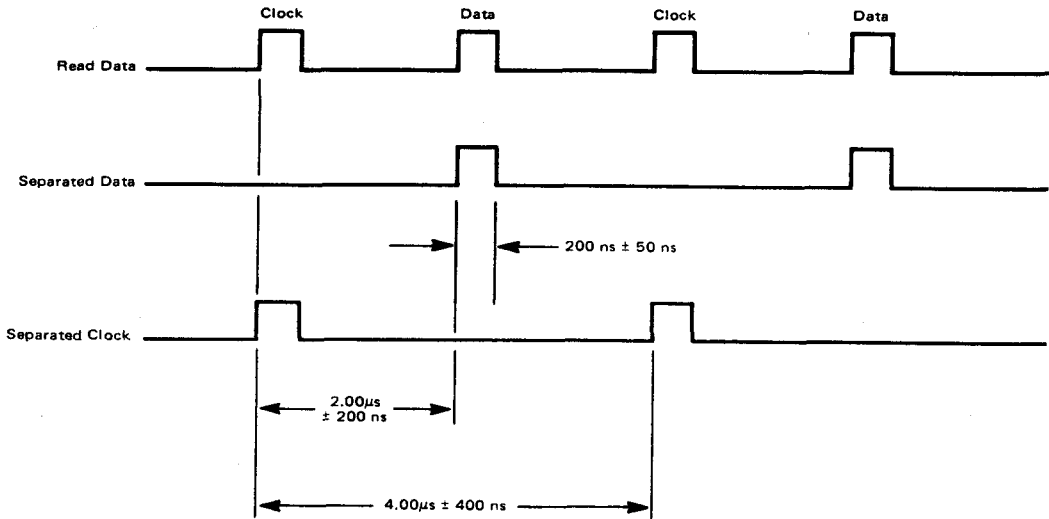 Clock Data Clock Data
Read Data
Separated Data
200 ns ± 50 ns
Separated Clock
2.00μs
± 200 ns
4.00μs ± 400 ns